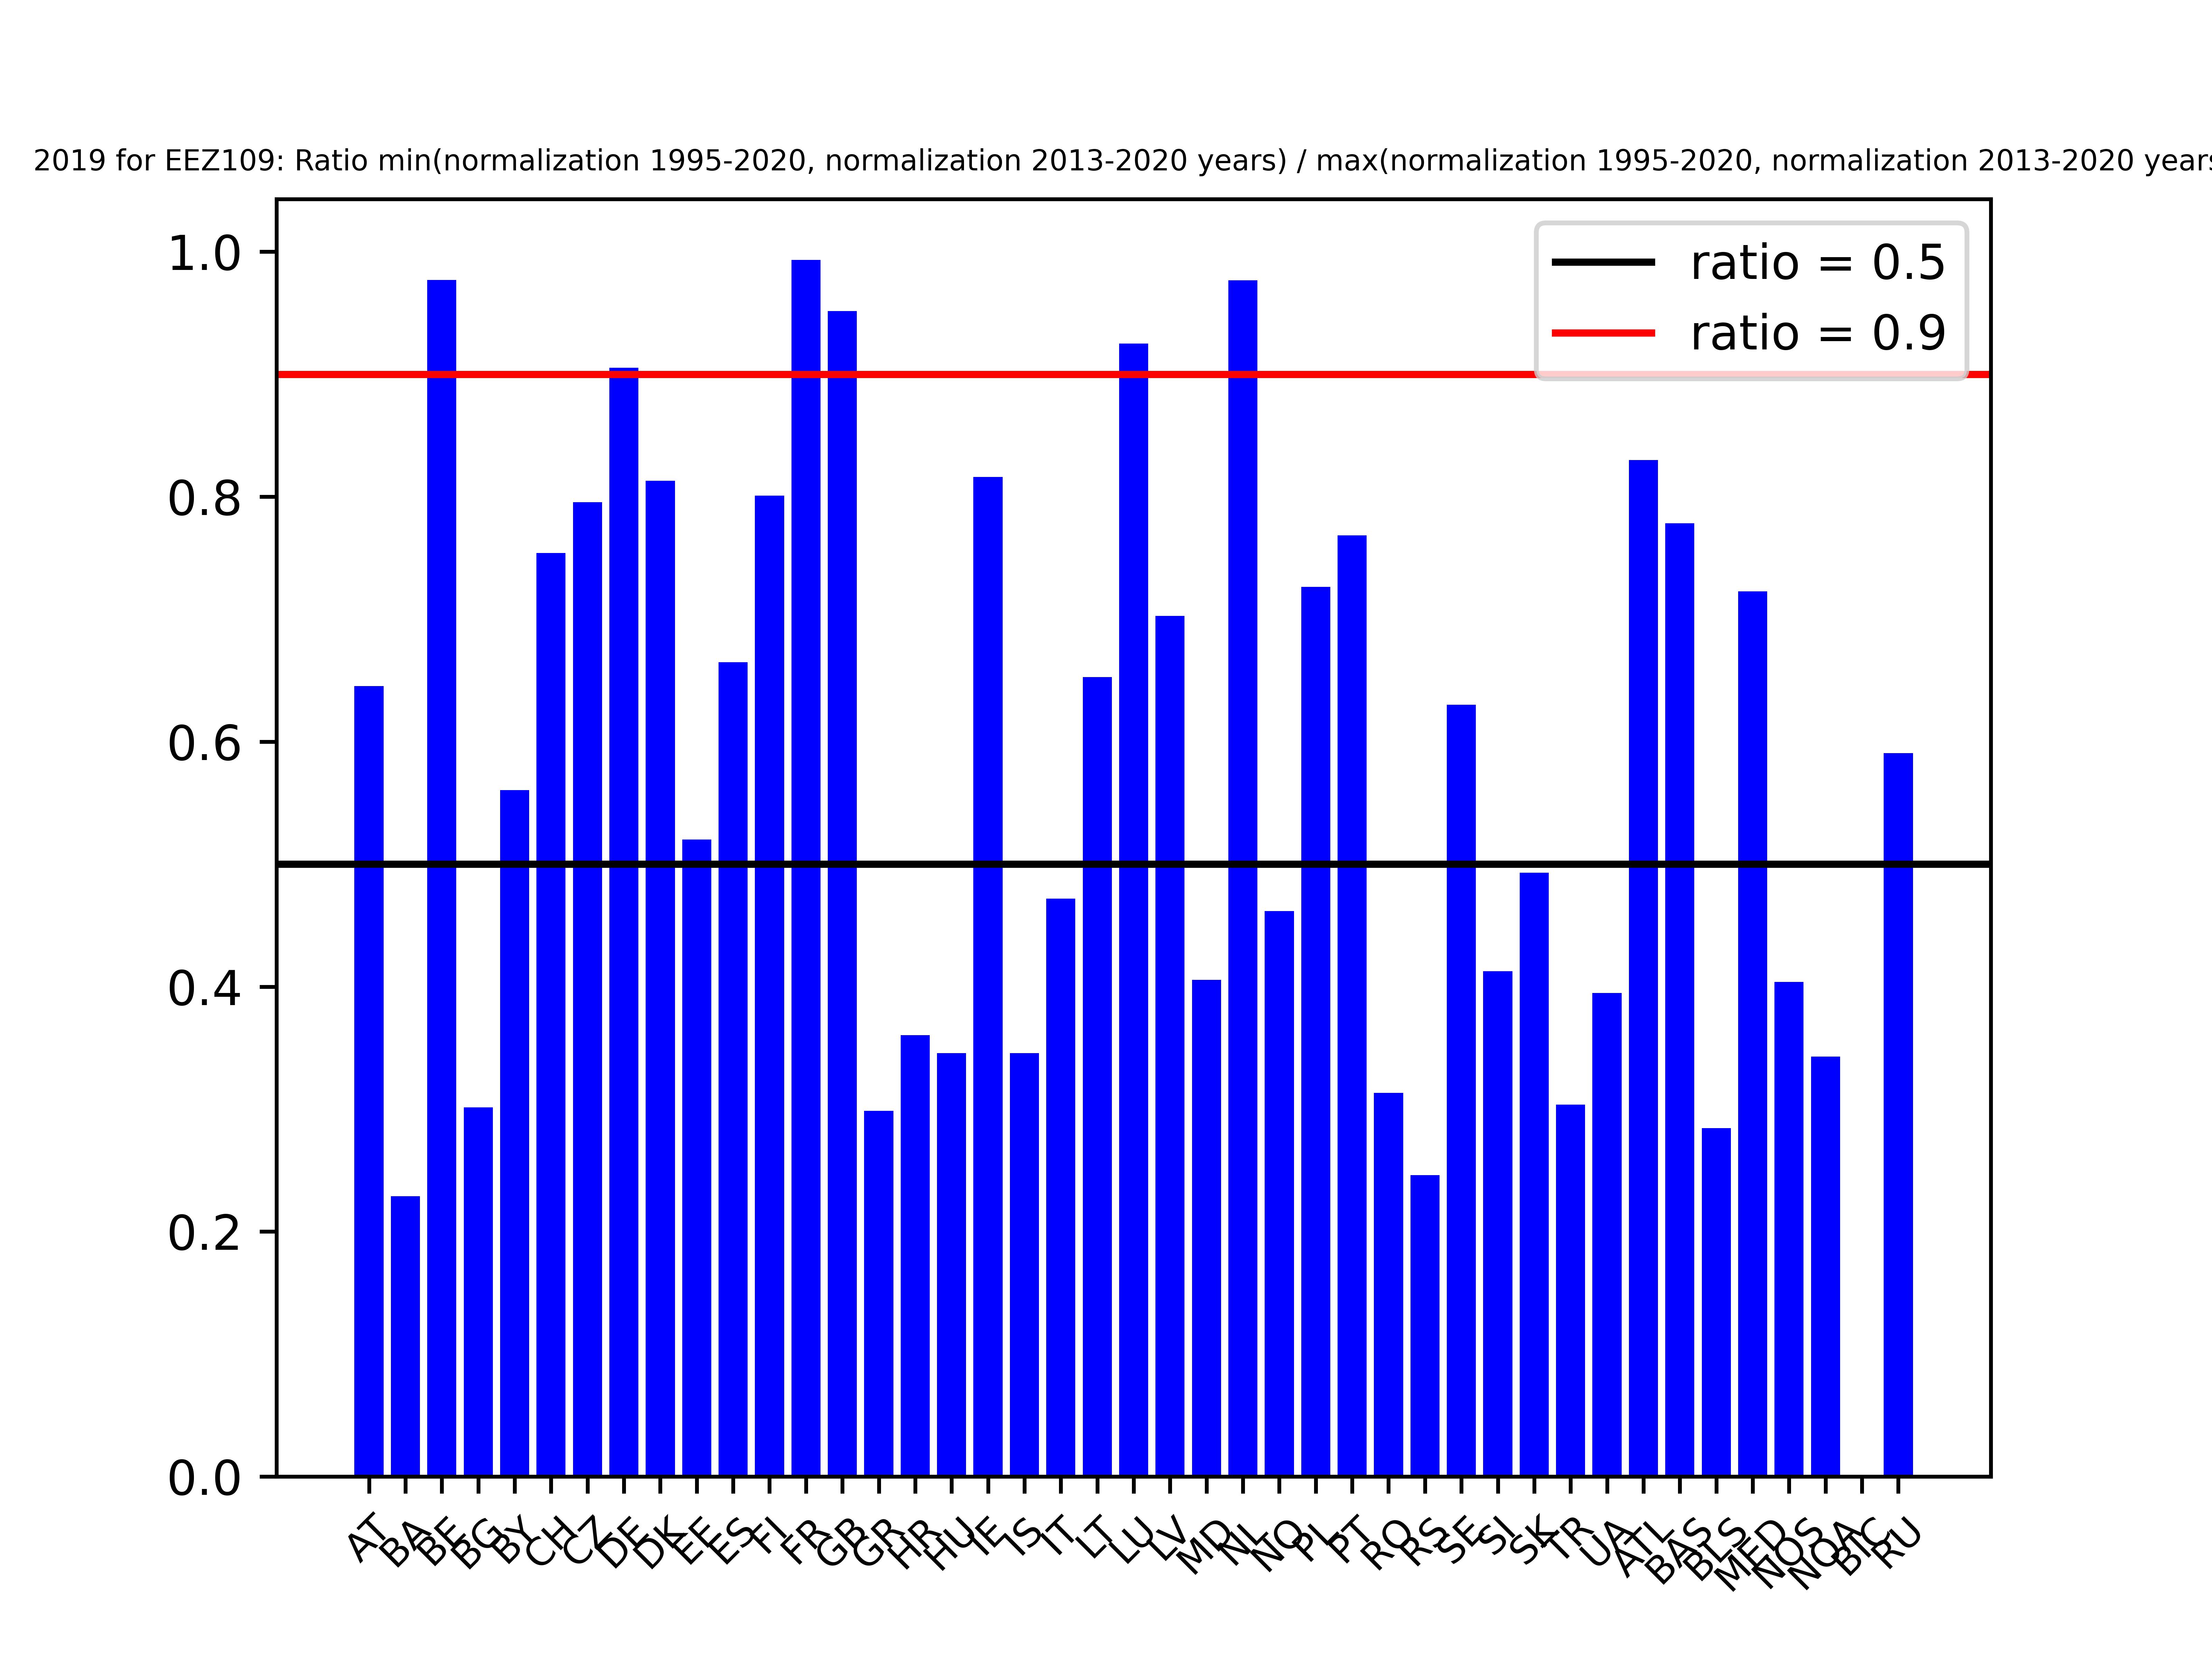 2019 for EEZ109: Ratio min(normalization 1995-2020, normalization 2013-2020 years) / max(normalization 1995-2020, normalization 2013-2020 years
ratio = 0.5
ratio = 0.9
1.0
0.8
0.6
0.4
0.2
0.0
AT
BA
BE
BG
BY
CH
CZ
DE
DK
EE
ES
FI
FR
GB
GR
HR
HU
IE
IS
IT
LT
LU
LV
MD
NL
NO
PL
PT
RO
RS
SE
SI
SK
TR
UA
ATL
BAS
BLS
MED
NOS
NOA
BIC
RU